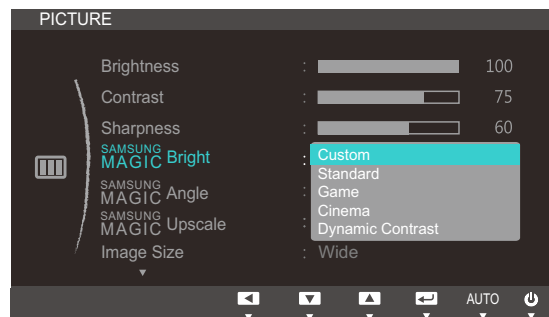 PICTURE
Brightness : 100
Contrast : 75
Sharpness : 60
SAMSUNG MAGIC Bright : Custom
Standard
SAMSUNG MAGIC Angle : Game
Cinema
SAMSUNG MAGIC Upscale : Dynamic Contrast
Image Size : Wide
AUTO